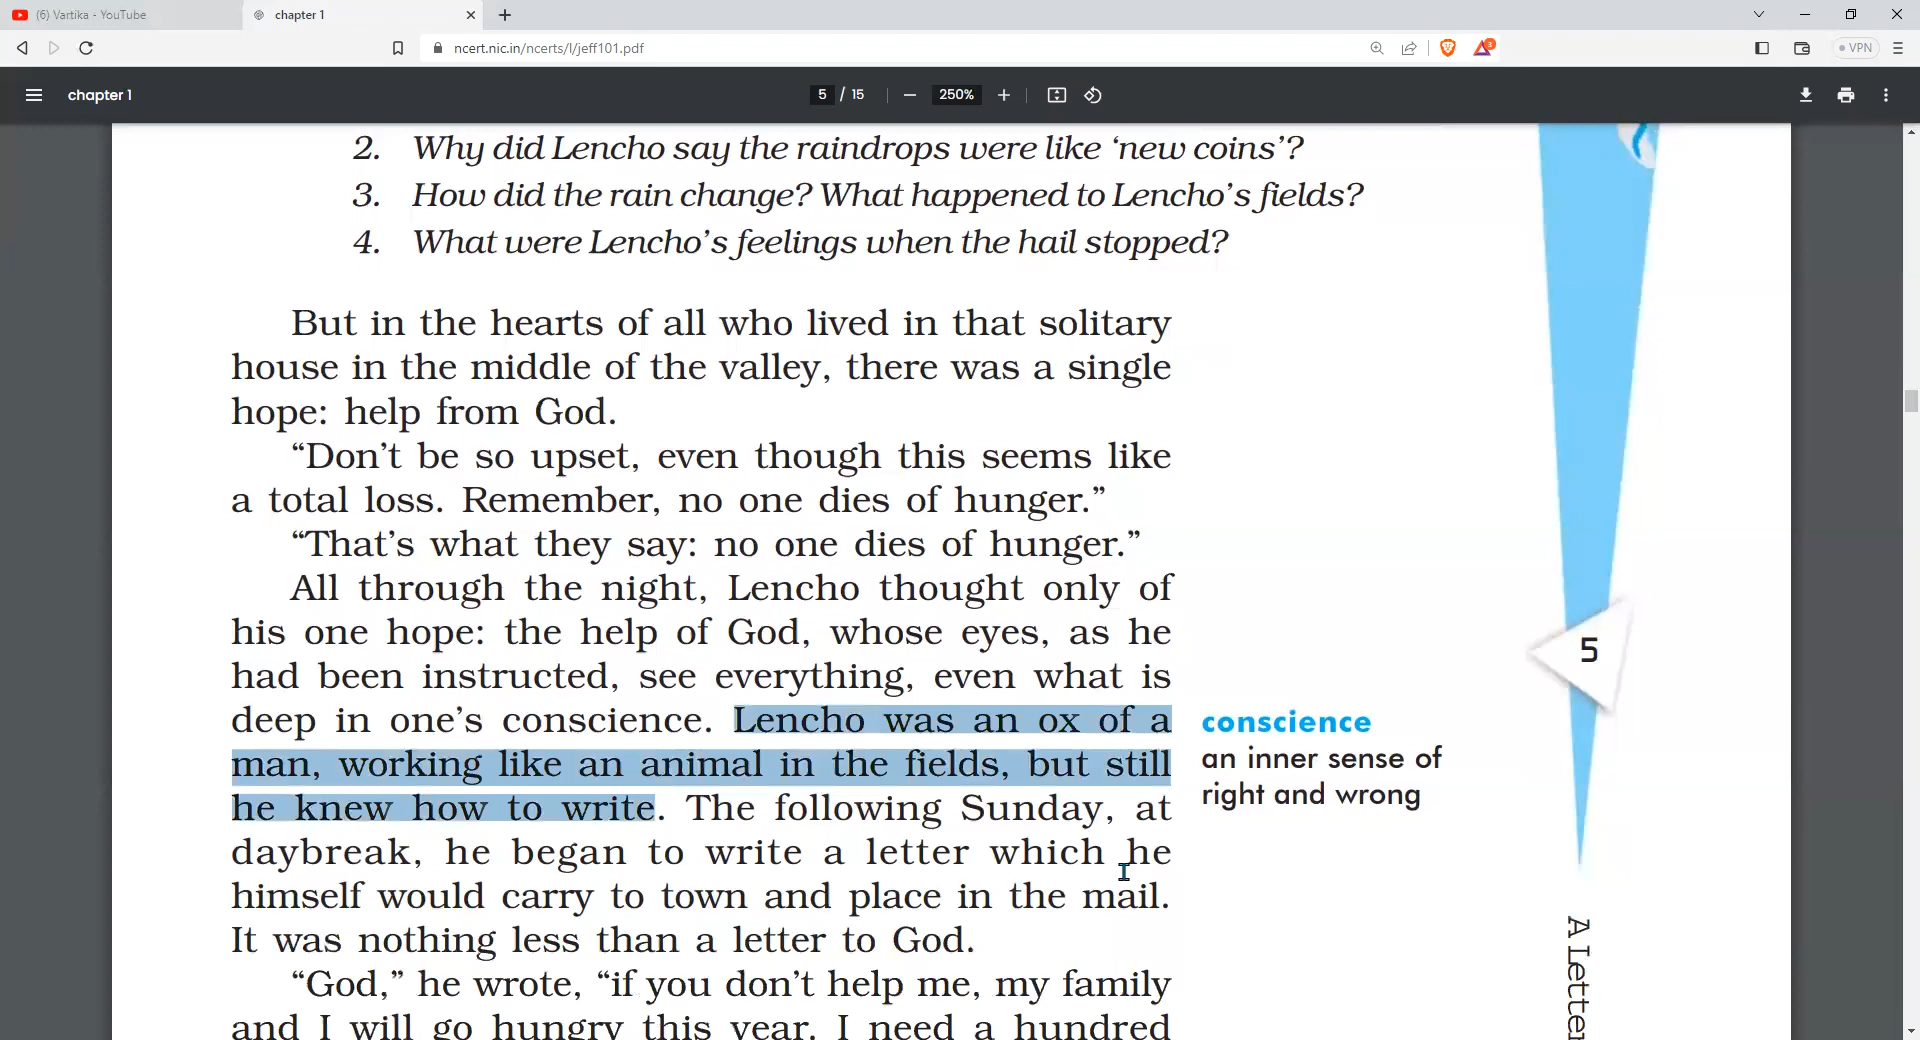 (6) Vartika - YouTube
chapter 1
ncert.nic.in/ncerts/l/jeff101.pdf
3
VPN
chapter 1
5 / 15
250%
2. Why did Lencho say the raindrops were like ‘new coins’?
3. How did the rain change? What happened to Lencho’s fields?
4. What were Lencho’s feelings when the hail stopped?
But in the hearts of all who lived in that solitary
house in the middle of the valley, there was a single
hope: help from God.
“Don’t be so upset, even though this seems like
a total loss. Remember, no one dies of hunger.”
“That’s what they say: no one dies of hunger.”
All through the night, Lencho thought only of
his one hope: the help of God, whose eyes, as he
had been instructed, see everything, even what is
deep in one’s conscience. Lencho was an ox of a
man, working like an animal in the fields, but still
he knew how to write. The following Sunday, at
daybreak, he began to write a letter which he
himself would carry to town and place in the mail.
It was nothing less than a letter to God.
“God,” he wrote, “if you don’t help me, my family
and I will go hungry this year. I need a hundred
conscience
an inner sense of
right and wrong
5
A Letter